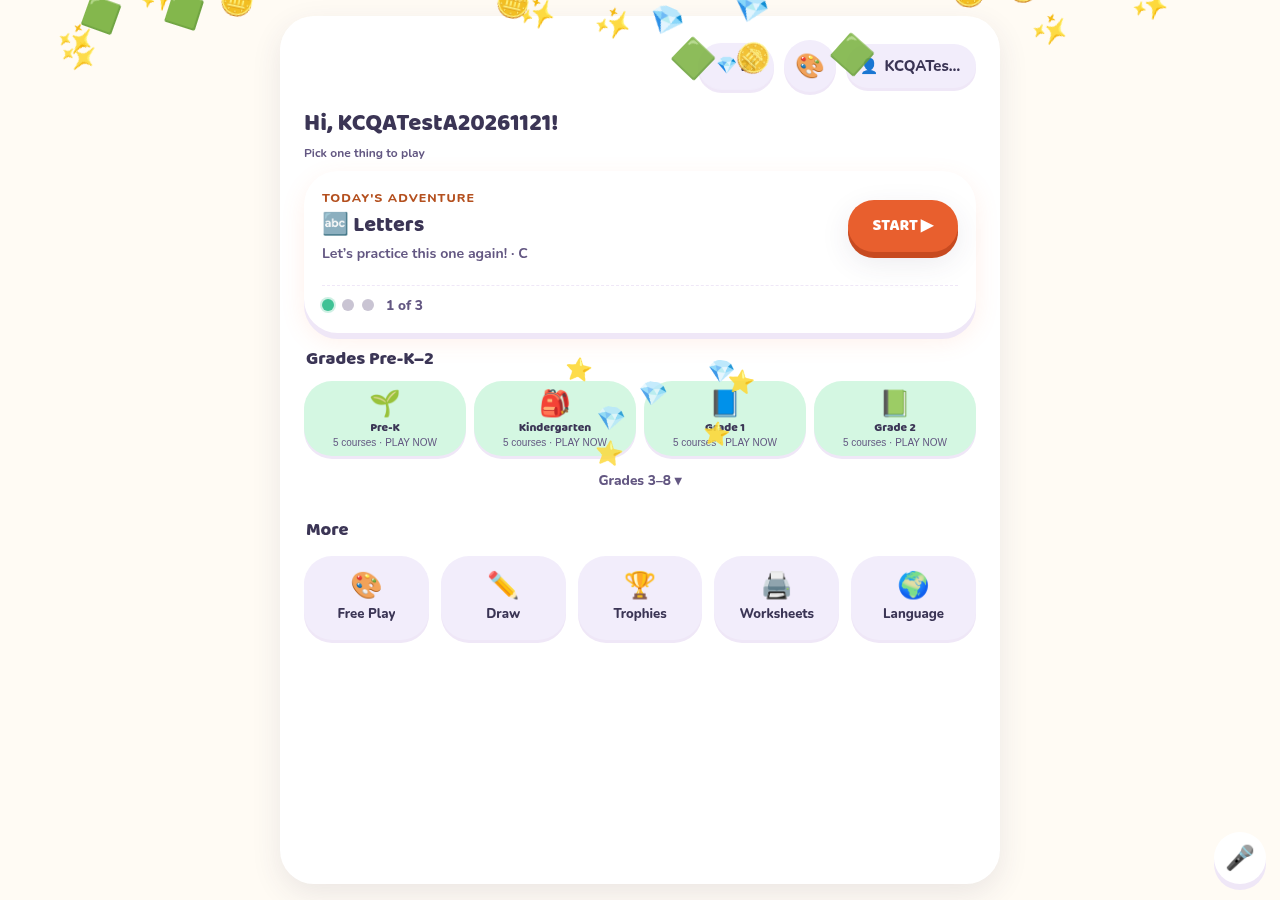 KCQATes...
Hi, KCQATestA20261121!
Pick one thing to play
TODAY'S ADVENTURE
abc Letters
Let's practice this one again! · C
START ▶
1 of 3
Grades Pre-K–2
Pre-K
5 courses · PLAY NOW
Kindergarten
5 courses · PLAY NOW
Grade 1
5 courses · PLAY NOW
Grade 2
5 courses · PLAY NOW
Grades 3–8 ▾
More
Free Play
Draw
Trophies
Worksheets
Language